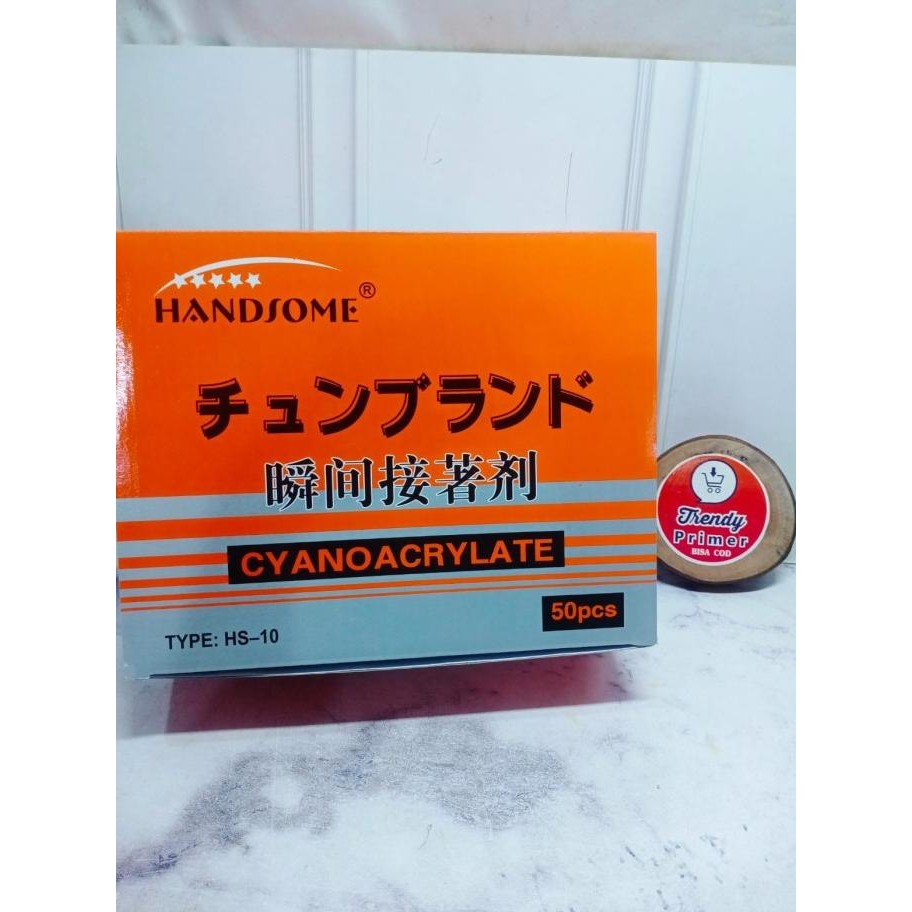 HANDSOME®
チュンブランド
瞬间接著剂
CYANOACRYLATE
50pcs
TYPE: HS–10
Trendy
Primer
BISA COD